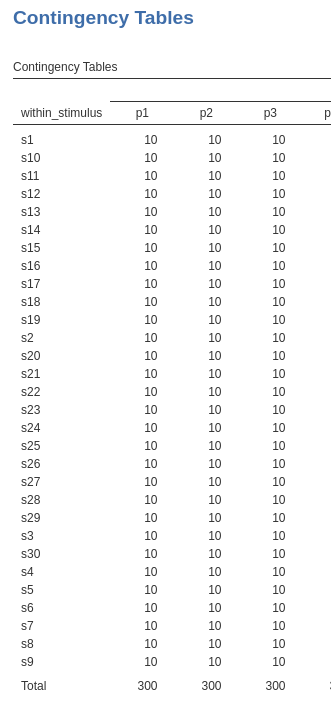 Contingency Tables
Contingency Tables
within_stimulus p1 p2 p3
s1 10 10 10
s10 10 10 10
s11 10 10 10
s12 10 10 10
s13 10 10 10
s14 10 10 10
s15 10 10 10
s16 10 10 10
s17 10 10 10
s18 10 10 10
s19 10 10 10
s2 10 10 10
s20 10 10 10
s21 10 10 10
s22 10 10 10
s23 10 10 10
s24 10 10 10
s25 10 10 10
s26 10 10 10
s27 10 10 10
s28 10 10 10
s29 10 10 10
s3 10 10 10
s30 10 10 10
s4 10 10 10
s5 10 10 10
s6 10 10 10
s7 10 10 10
s8 10 10 10
s9 10 10 10
Total 300 300 300